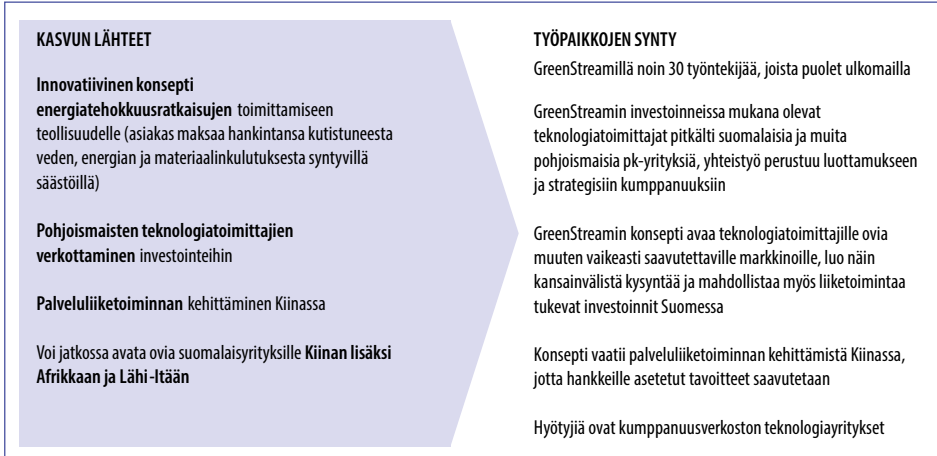 KASVUN LÄHTEET
Innovatiivinen konsepti
energiatehokkuusratkaisujen toimittamiseen
teollisuudelle (asiakas maksaa hankintansa kutistuneesta
veden, energian ja materiaalinkulutuksesta syntyvillä
säästöillä)
Pohjoismaisten teknologiatoimittajien
verkottaminen investointeihin
Palveluliiketoiminnan kehittäminen Kiinassa
Voi jatkossa avata ovia suomalaisyrityksille Kiinan lisäksi
Afrikkaan ja Lähi-Itään
TYÖPAIKKOJEN SYNTY
GreenStreamillä noin 30 työntekijää, joista puolet ulkomailla
GreenStreamin investoinneissa mukana olevat
teknologiatoimittajat pitkälti suomalaisia ja muita
pohjoismaisia pk-yrityksiä, yhteistyö perustuu luottamukseen
ja strategisiin kumppanuuksiin
GreenStreamin konsepti avaa teknologiatoimittajille ovia
muuten vaikeasti saavutettaville markkinoille, luo näin
kansainvälistä kysyntää ja mahdollistaa myös liiketoimintaa
tukevat investoinnit Suomessa
Konsepti vaatii palveluliiketoiminnan kehittämistä Kiinassa,
jotta hankkeille asetetut tavoitteet saavutetaan
Hyötyjiä ovat kumppanuusverkoston teknologiayritykset